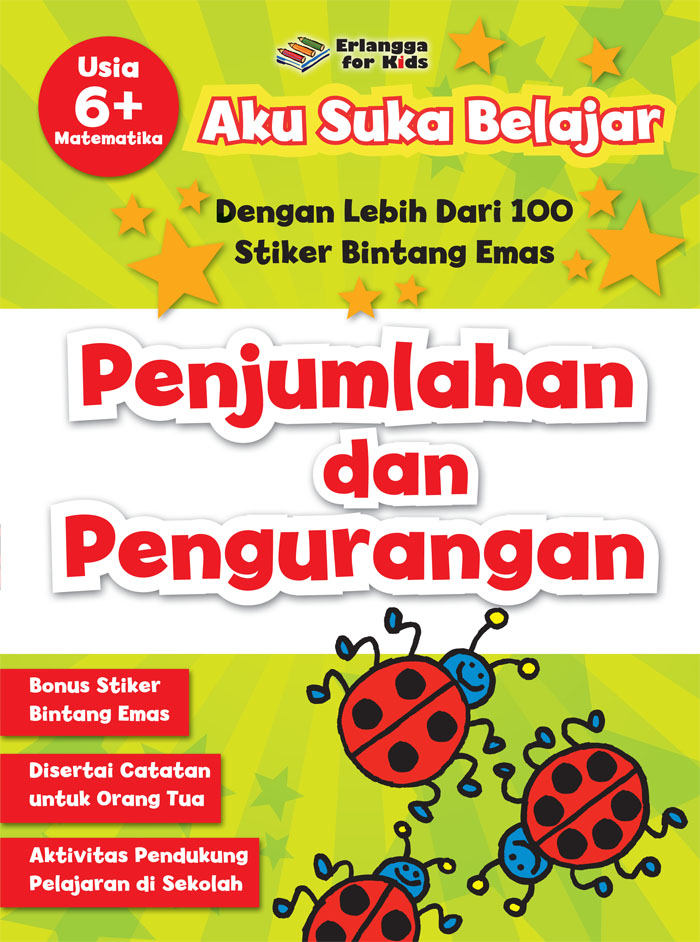 Erlangga
for Kids
Usia
6+
Matematika
Aku Suka Belajar
Dengan Lebih Dari 100
Stiker Bintang Emas
Penjumlahan
dan
Pengurangan
Bonus Stiker
Bintang Emas
Disertai Catatan
untuk Orang Tua
Aktivitas Pendukung
Pelajaran di Sekolah